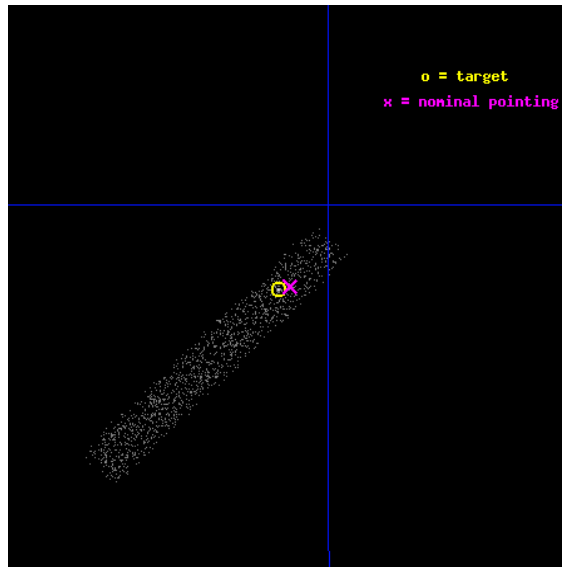 o = target
x = nominal pointing